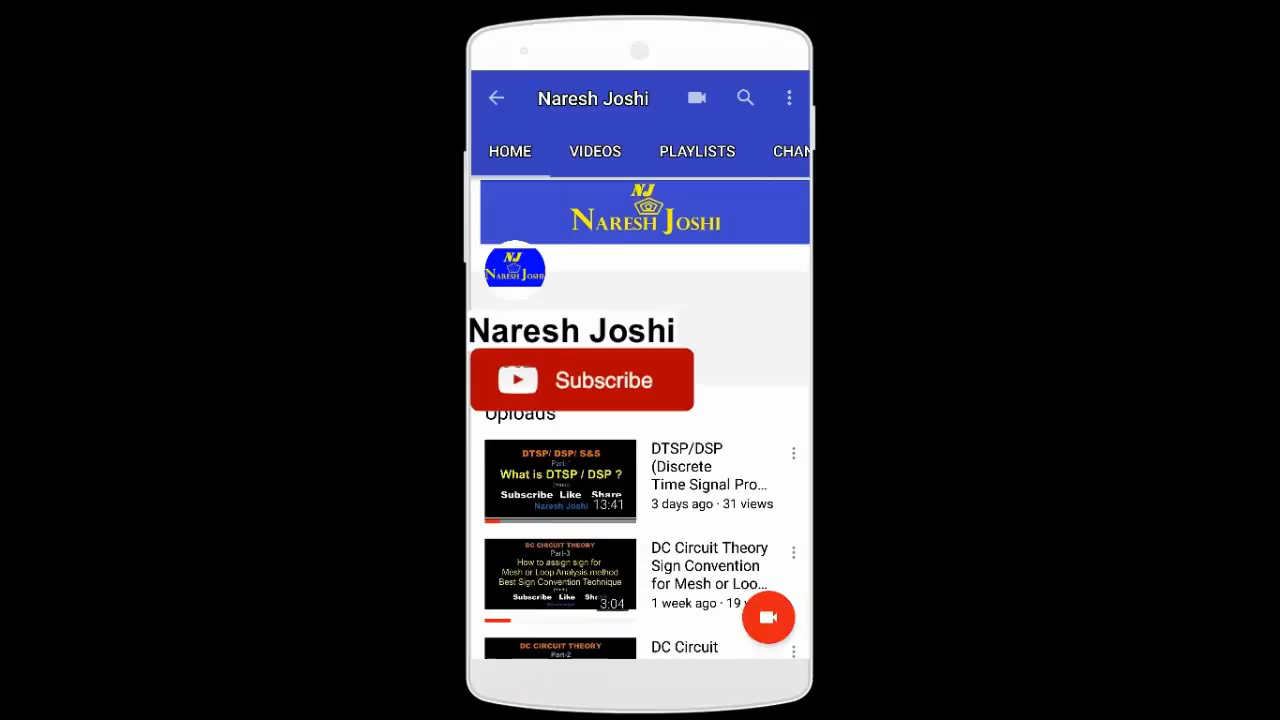 Naresh Joshi
HOME VIDEOS PLAYLISTS CHAN
NJ
NARESH JOSHI
NJ
NARESH JOSHI
Naresh Joshi
Subscribe
Uploads
DTSP/ DSP/ S&S
What is DTSP / DSP ?
Subscribe Like Share
Naresh Joshi 13:41
DTSP/DSP
(Discrete
Time Signal Pro...
3 days ago · 31 views
DC CIRCUIT THEORY
Part-3
How to assign sign for
Mesh or Loop Analysis method
Best Sign Convention Technique
Subscribe Like
3:04
DC Circuit Theory
Sign Convention
for Mesh or Loo...
1 week ago · 19
DC CIRCUIT THEORY
Part-2
DC Circuit